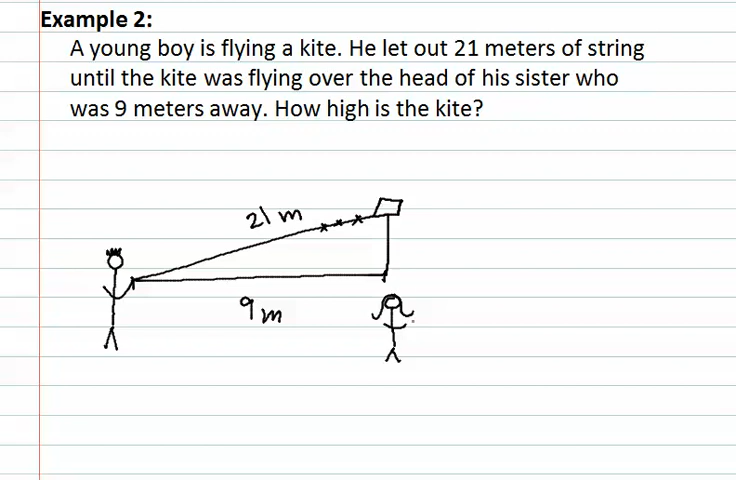 Example 2:
A young boy is flying a kite. He let out 21 meters of string
until the kite was flying over the head of his sister who
was 9 meters away. How high is the kite?
21 m
9 m